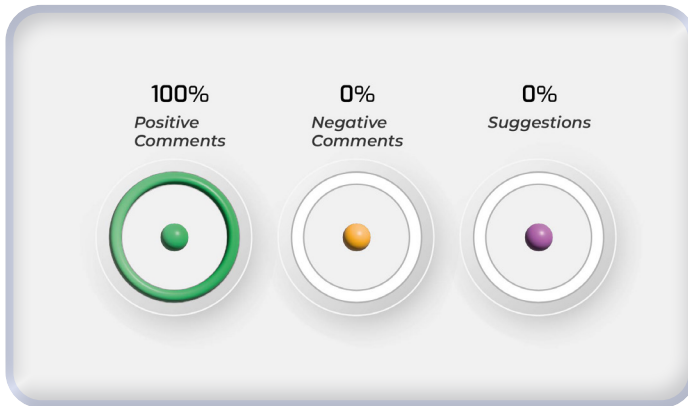 100%
Positive
Comments
0%
Negative
Comments
0%
Suggestions